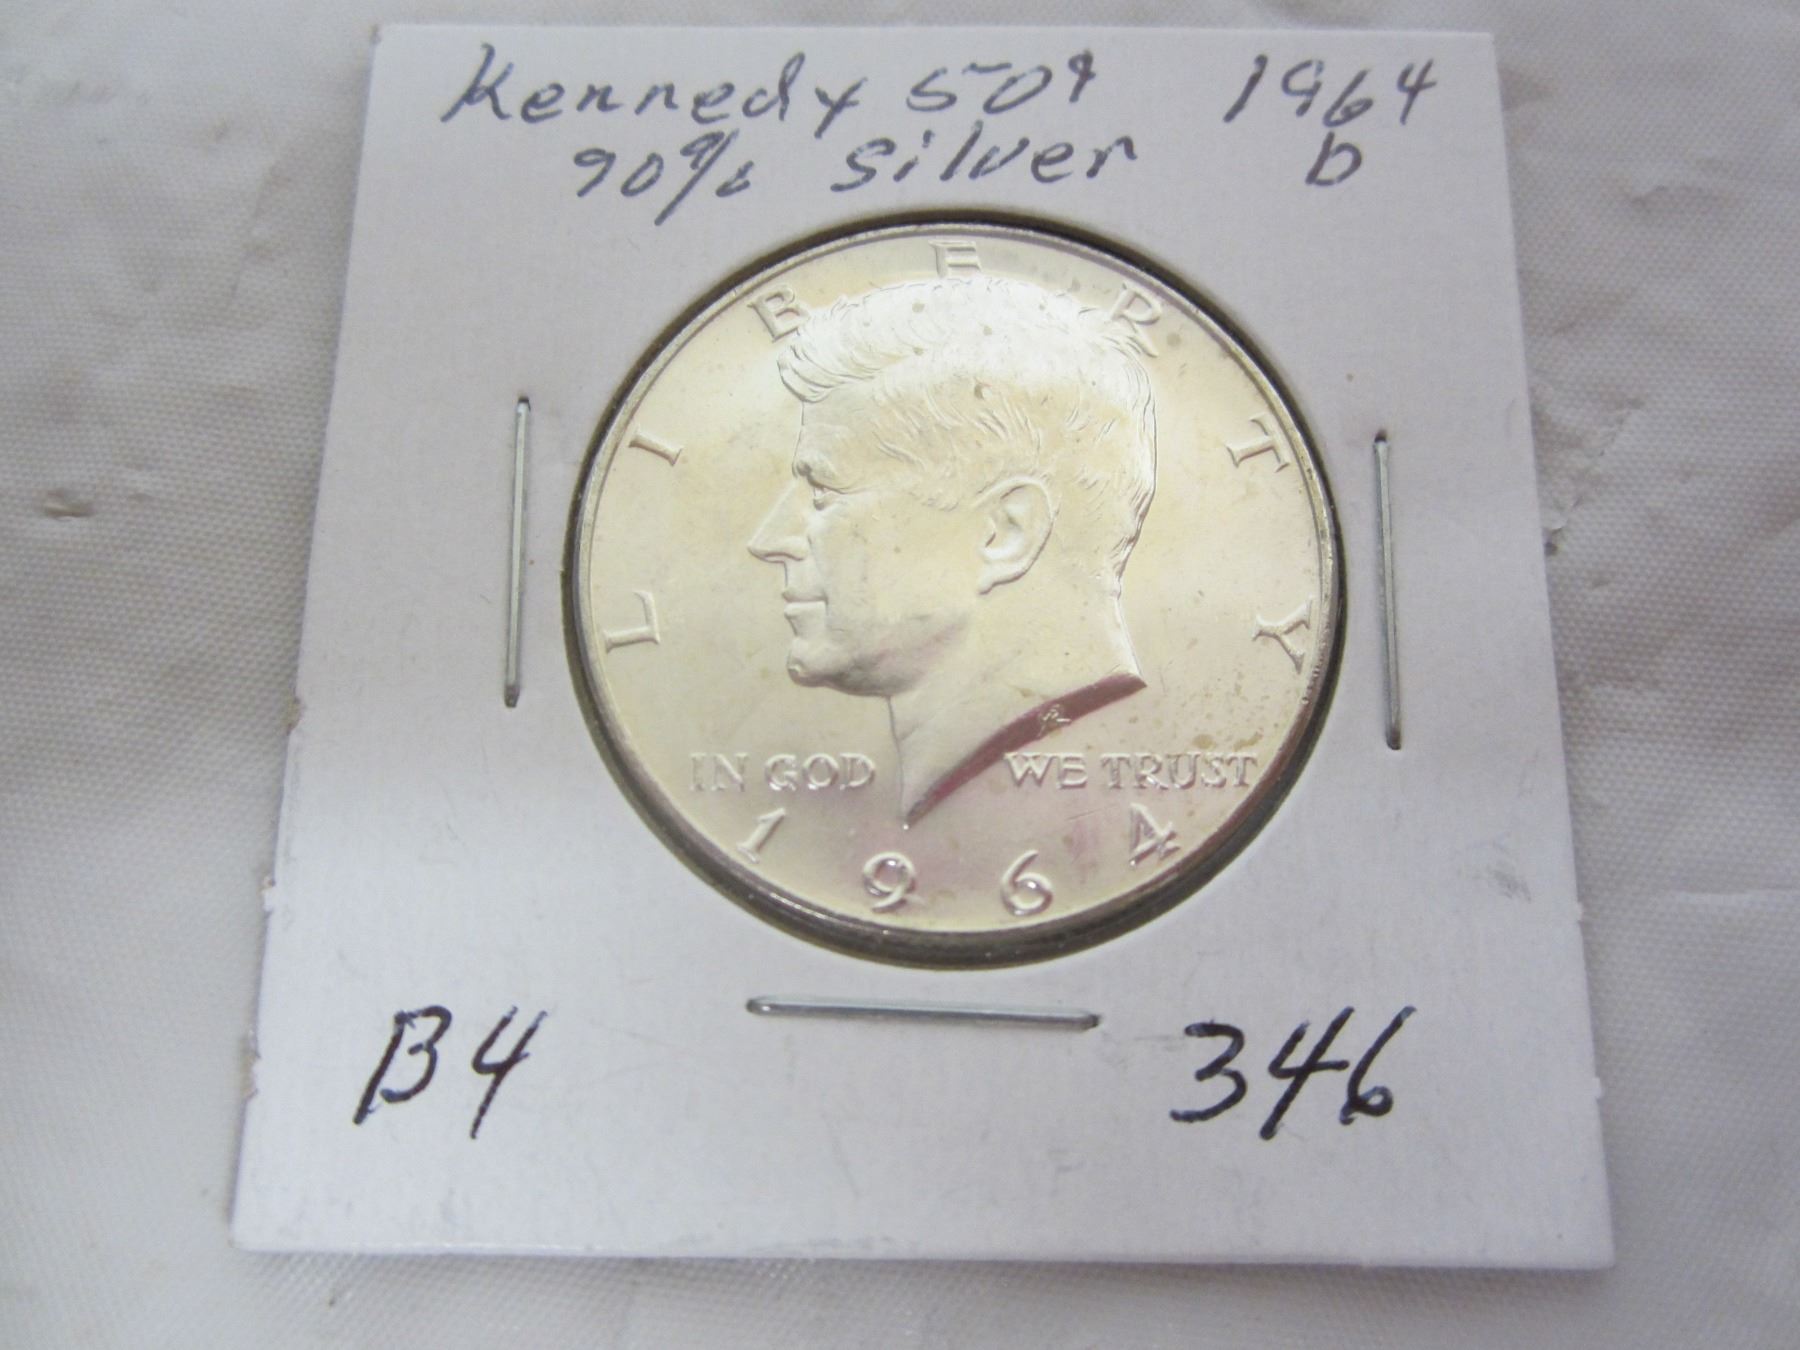 Kennedy 50¢ 1964
90% Silver D
LIBERTY
IN GOD WE TRUST
1964
B4 346